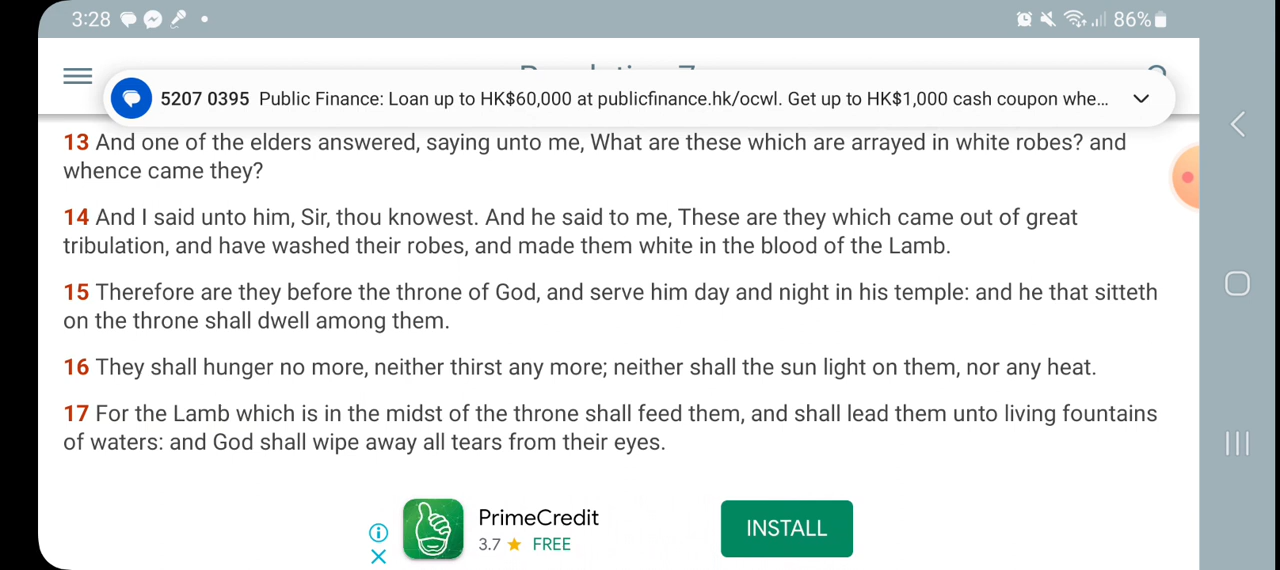 3:28
86%
5207 0395 Public Finance: Loan up to HK$60,000 at publicfinance.hk/ocwl. Get up to HK$1,000 cash coupon whe...
13 And one of the elders answered, saying unto me, What are these which are arrayed in white robes? and
whence came they?
14 And I said unto him, Sir, thou knowest. And he said to me, These are they which came out of great
tribulation, and have washed their robes, and made them white in the blood of the Lamb.
15 Therefore are they before the throne of God, and serve him day and night in his temple: and he that sitteth
on the throne shall dwell among them.
16 They shall hunger no more, neither thirst any more; neither shall the sun light on them, nor any heat.
17 For the Lamb which is in the midst of the throne shall feed them, and shall lead them unto living fountains
of waters: and God shall wipe away all tears from their eyes.
PrimeCredit
3.7 ★ FREE
INSTALL